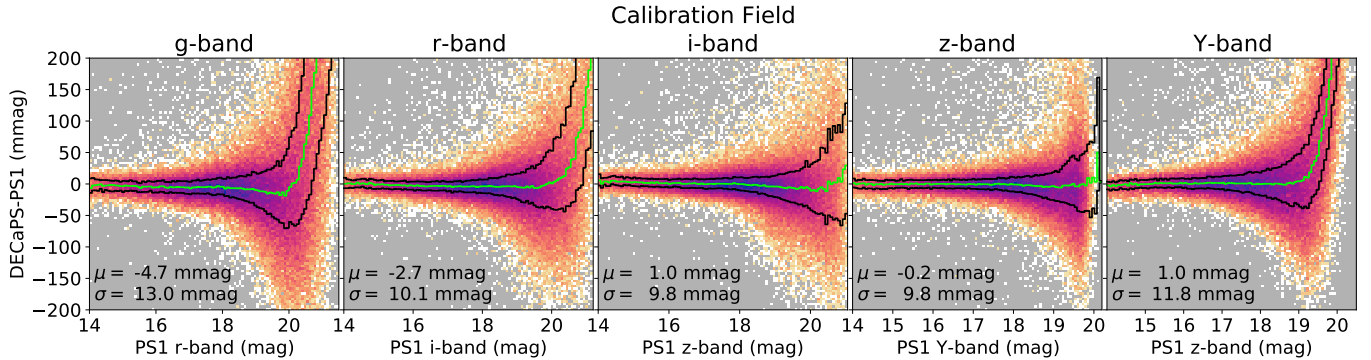 Calibration Field
g-band r-band i-band z-band Y-band
DECaPS-PS1 (mmag)
200
150
100
50
0
−50
−100
−150
−200
μ = -4.7 mmag
σ = 13.0 mmag
μ = -2.7 mmag
σ = 10.1 mmag
μ = 1.0 mmag
σ = 9.8 mmag
μ = -0.2 mmag
σ = 9.8 mmag
μ = 1.0 mmag
σ = 11.8 mmag
14 16 18 20 14 16 18 20 14 16 18 20 14 15 16 17 18 19 20 15 16 17 18 19 20
PS1 r-band (mag) PS1 i-band (mag) PS1 z-band (mag) PS1 Y-band (mag) PS1 z-band (mag)